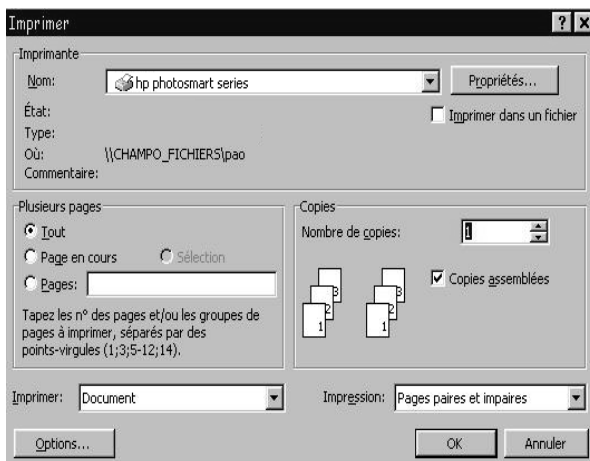 Imprimer
Imprimante
Nom: hp photosmart series Propriétés...
État: Imprimer dans un fichier
Type:
Où: \\CHAMPO_FICHIERS\pao
Commentaire:
Plusieurs pages
Tout
Page en cours Sélection
Pages:
Tapez les n° des pages et/ou les groupes de
pages à imprimer, séparés par des
points-virgules (1;3;5-12;14).
Copies
Nombre de copies: 1
Copies assemblées
3 3
2 2
1 1
Imprimer: Document Impression: Pages paires et impaires
Options... OK Annuler